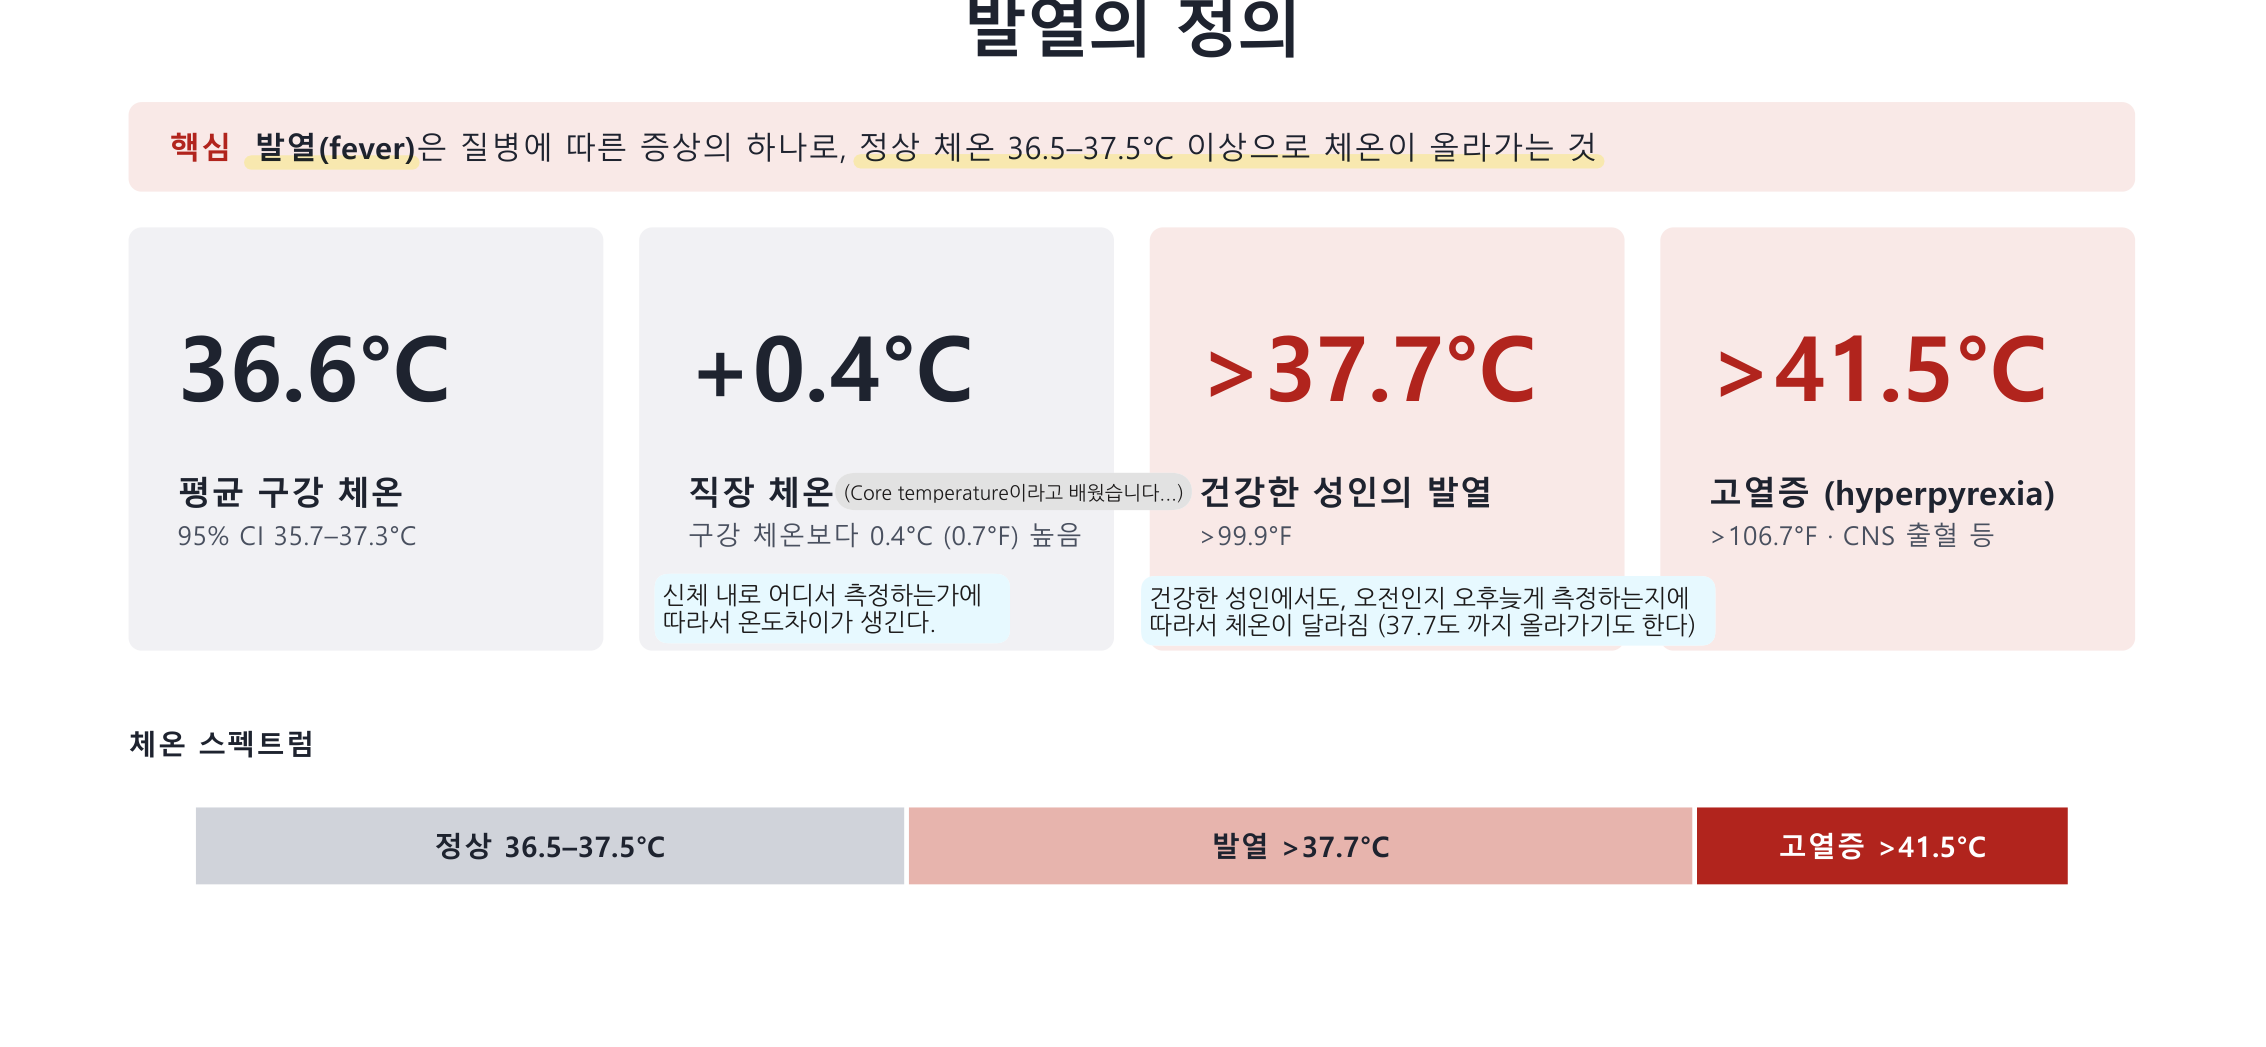 발열의 정의
핵심 발열(fever)은 질병에 따른 증상의 하나로, 정상 체온 36.5–37.5°C 이상으로 체온이 올라가는 것
36.6°C
평균 구강 체온
95% CI 35.7–37.3°C
+0.4°C
직장 체온 (Core temperature이라고 배웠습니다...)
구강 체온보다 0.4°C (0.7°F) 높음
신체 내로 어디서 측정하는가에
따라서 온도차이가 생긴다.
>37.7°C
건강한 성인의 발열
>99.9°F
건강한 성인에서도, 오전인지 오후늦게 측정하는지에
따라서 체온이 달라짐 (37.7도 까지 올라가기도 한다)
>41.5°C
고열증 (hyperpyrexia)
>106.7°F · CNS 출혈 등
체온 스펙트럼
정상 36.5–37.5°C
발열 >37.7°C
고열증 >41.5°C